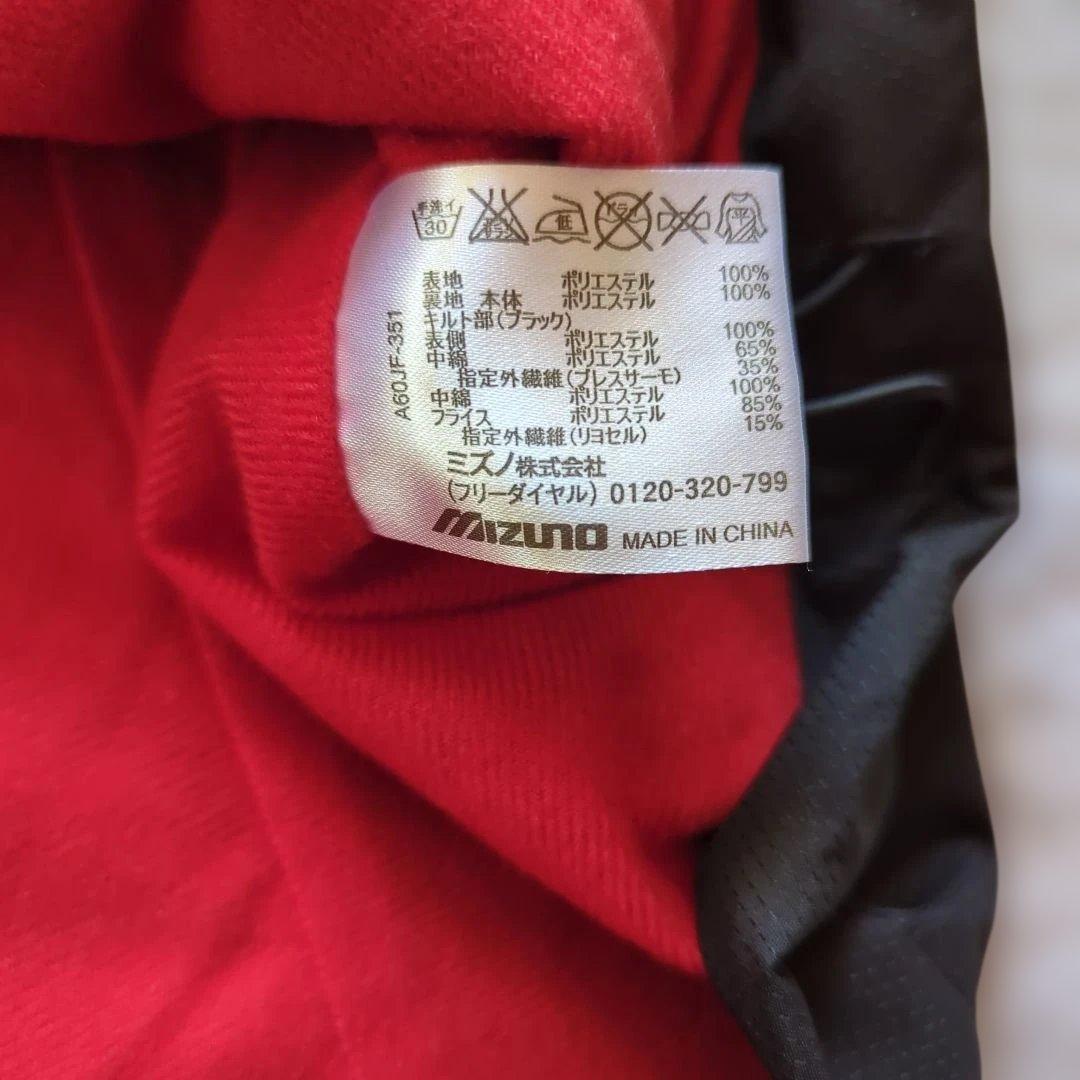 手洗イ 30 エンソ 低 ドライ 平
表地 ポリエステル 100%
裏地 本体 ポリエステル 100%
キルト部(ブラック)
表側 ポリエステル 100%
中綿 ポリエステル 65%
指定外繊維(ブレスサーモ) 35%
中綿 ポリエステル 100%
フライス ポリエステル 85%
指定外繊維(リヨセル) 15%
ミズノ株式会社
(フリーダイヤル) 0120-320-799
MIZUNO MADE IN CHINA
A60JF-351